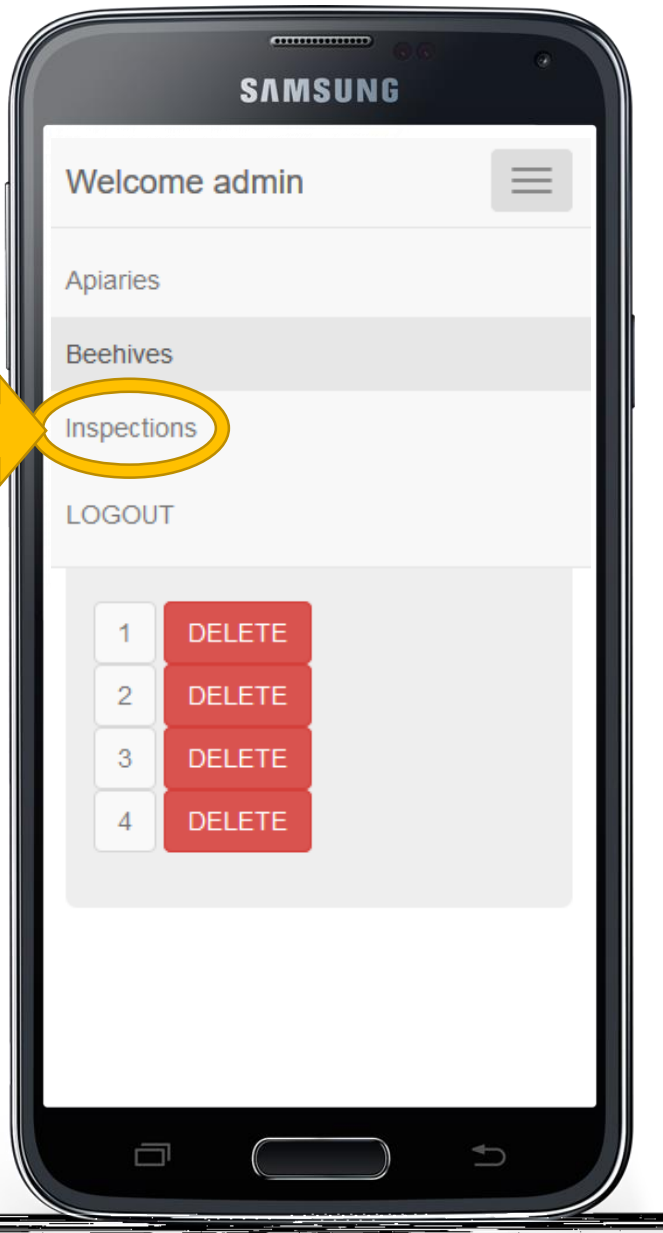 SAMSUNG
Welcome admin
Apiaries
Beehives
Inspections
LOGOUT
1 DELETE
2 DELETE
3 DELETE
4 DELETE